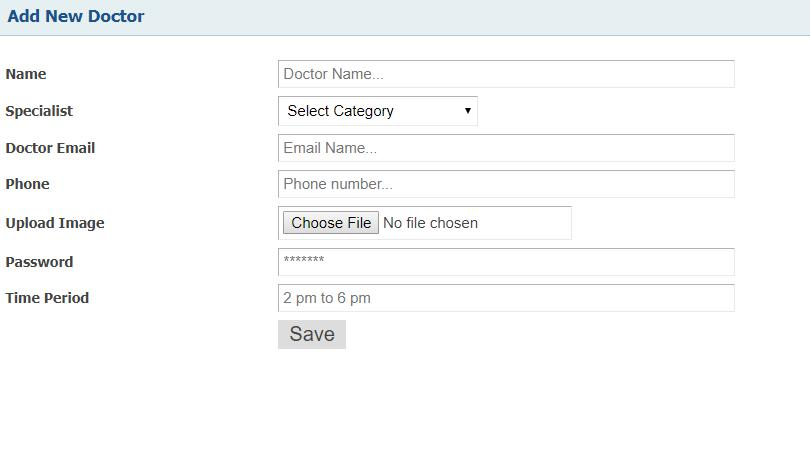 Add New Doctor
Name Doctor Name...
Specialist Select Category
Doctor Email Email Name...
Phone Phone number...
Upload Image Choose File No file chosen
Password *******
Time Period 2 pm to 6 pm
Save